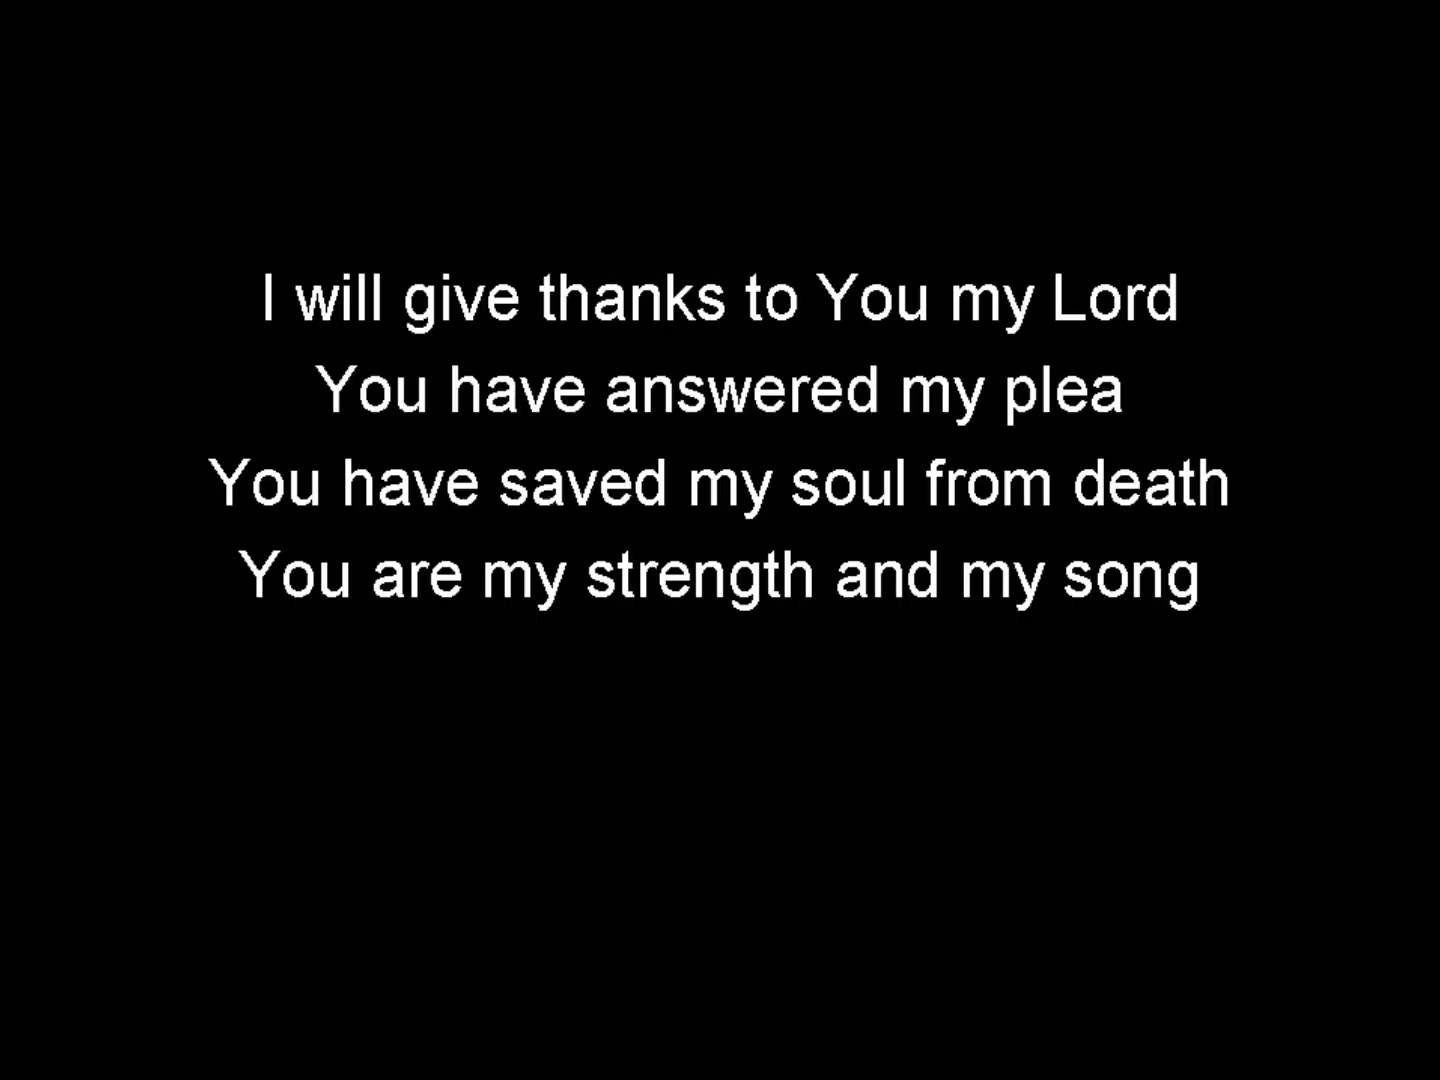 I will give thanks to You my Lord
You have answered my plea
You have saved my soul from death
You are my strength and my song